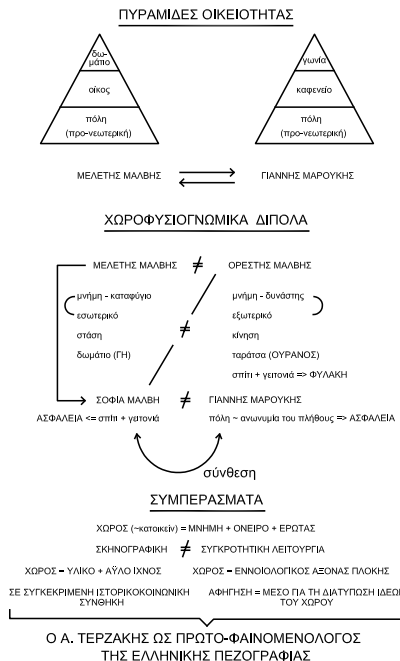 ΠΥΡΑΜΙΔΕΣ ΟΙΚΕΙΟΤΗΤΑΣ
δω-
μάτιο
οίκος
πόλη
(προ-νεωτερική)
γωνία
καφενείο
πόλη
(προ-νεωτερική)
ΜΕΛΕΤΗΣ ΜΑΛΒΗΣ
ΓΙΑΝΝΗΣ ΜΑΡΟΥΚΗΣ
ΧΩΡΟΦΥΣΙΟΓΝΩΜΙΚΑ ΔΙΠΟΛΑ
ΜΕΛΕΤΗΣ ΜΑΛΒΗΣ ≠ ΟΡΕΣΤΗΣ ΜΑΛΒΗΣ
μνήμη - καταφύγιο
εσωτερικό
στάση
δωμάτιο (ΓΗ)
≠
μνήμη - δυνάστης
εξωτερικό
κίνηση
ταράτσα (ΟΥΡΑΝΟΣ)
σπίτι + γειτονιά => ΦΥΛΑΚΗ
ΣΟΦΙΑ ΜΑΛΒΗ ≠ ΓΙΑΝΝΗΣ ΜΑΡΟΥΚΗΣ
ΑΣΦΑΛΕΙΑ <= σπίτι + γειτονιά
πόλη ~ ανωνυμία του πλήθους => ΑΣΦΑΛΕΙΑ
σύνθεση
ΣΥΜΠΕΡΑΣΜΑΤΑ
ΧΩΡΟΣ (~κατοικείν) = ΜΝΗΜΗ + ΟΝΕΙΡΟ + ΕΡΩΤΑΣ
ΣΚΗΝΟΓΡΑΦΙΚΗ ≠ ΣΥΓΚΡΟΤΗΤΙΚΗ ΛΕΙΤΟΥΡΓΙΑ
ΧΩΡΟΣ = ΥΛΙΚΟ + ΑΫΛΟ ΙΧΝΟΣ
ΧΩΡΟΣ = ΕΝΝΟΙΟΛΟΓΙΚΟΣ ΑΞΟΝΑΣ ΠΛΟΚΗΣ
ΣΕ ΣΥΓΚΕΚΡΙΜΕΝΗ ΙΣΤΟΡΙΚΟΚΟΙΝΩΝΙΚΗ
ΣΥΝΘΗΚΗ
ΑΦΗΓΗΣΗ = ΜΕΣΟ ΓΙΑ ΤΗ ΔΙΑΤΥΠΩΣΗ ΙΔΕΩΝ
ΤΟΥ ΧΩΡΟΥ
Ο Α. ΤΕΡΖΑΚΗΣ ΩΣ ΠΡΩΤΟ-ΦΑΙΝΟΜΕΝΟΛΟΓΟΣ
ΤΗΣ ΕΛΛΗΝΙΚΗΣ ΠΕΖΟΓΡΑΦΙΑΣ